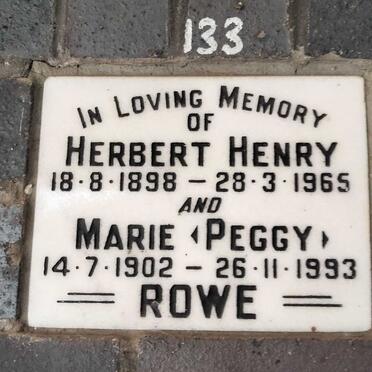 133
IN LOVING MEMORY
OF
HERBERT HENRY
18·8·1898 – 28·3·1965
AND
MARIE ‹PEGGY›
14·7·1902 – 26·11·1993
ROWE